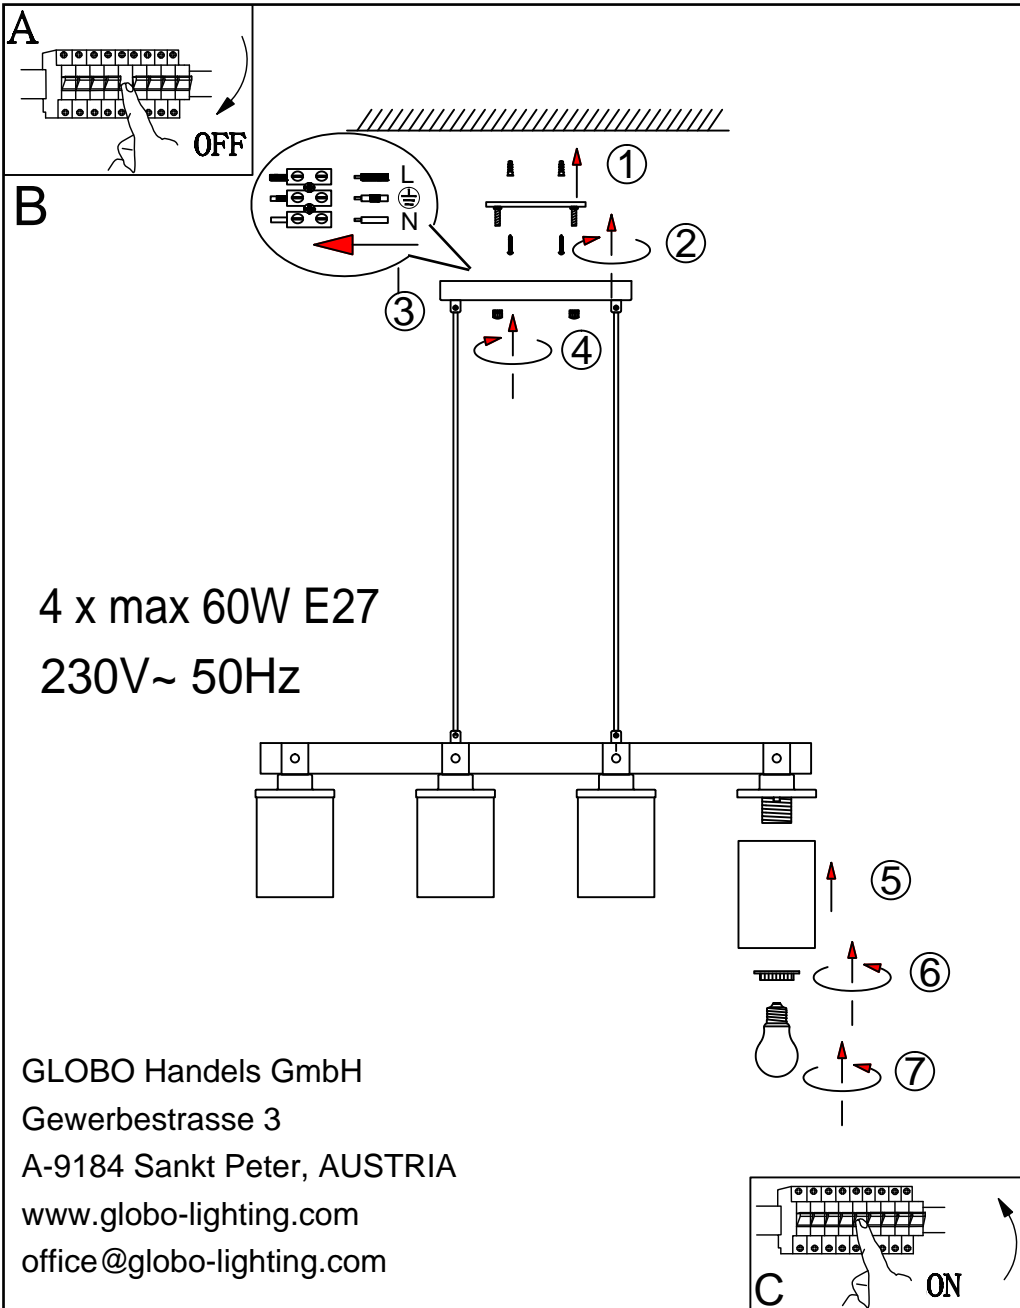 A
OFF
B
L
N
①
②
③
④
4 x max 60W E27
230V~ 50Hz
⑤
⑥
⑦
GLOBO Handels GmbH
Gewerbestrasse 3
A-9184 Sankt Peter, AUSTRIA
www.globo-lighting.com
office@globo-lighting.com
C
ON